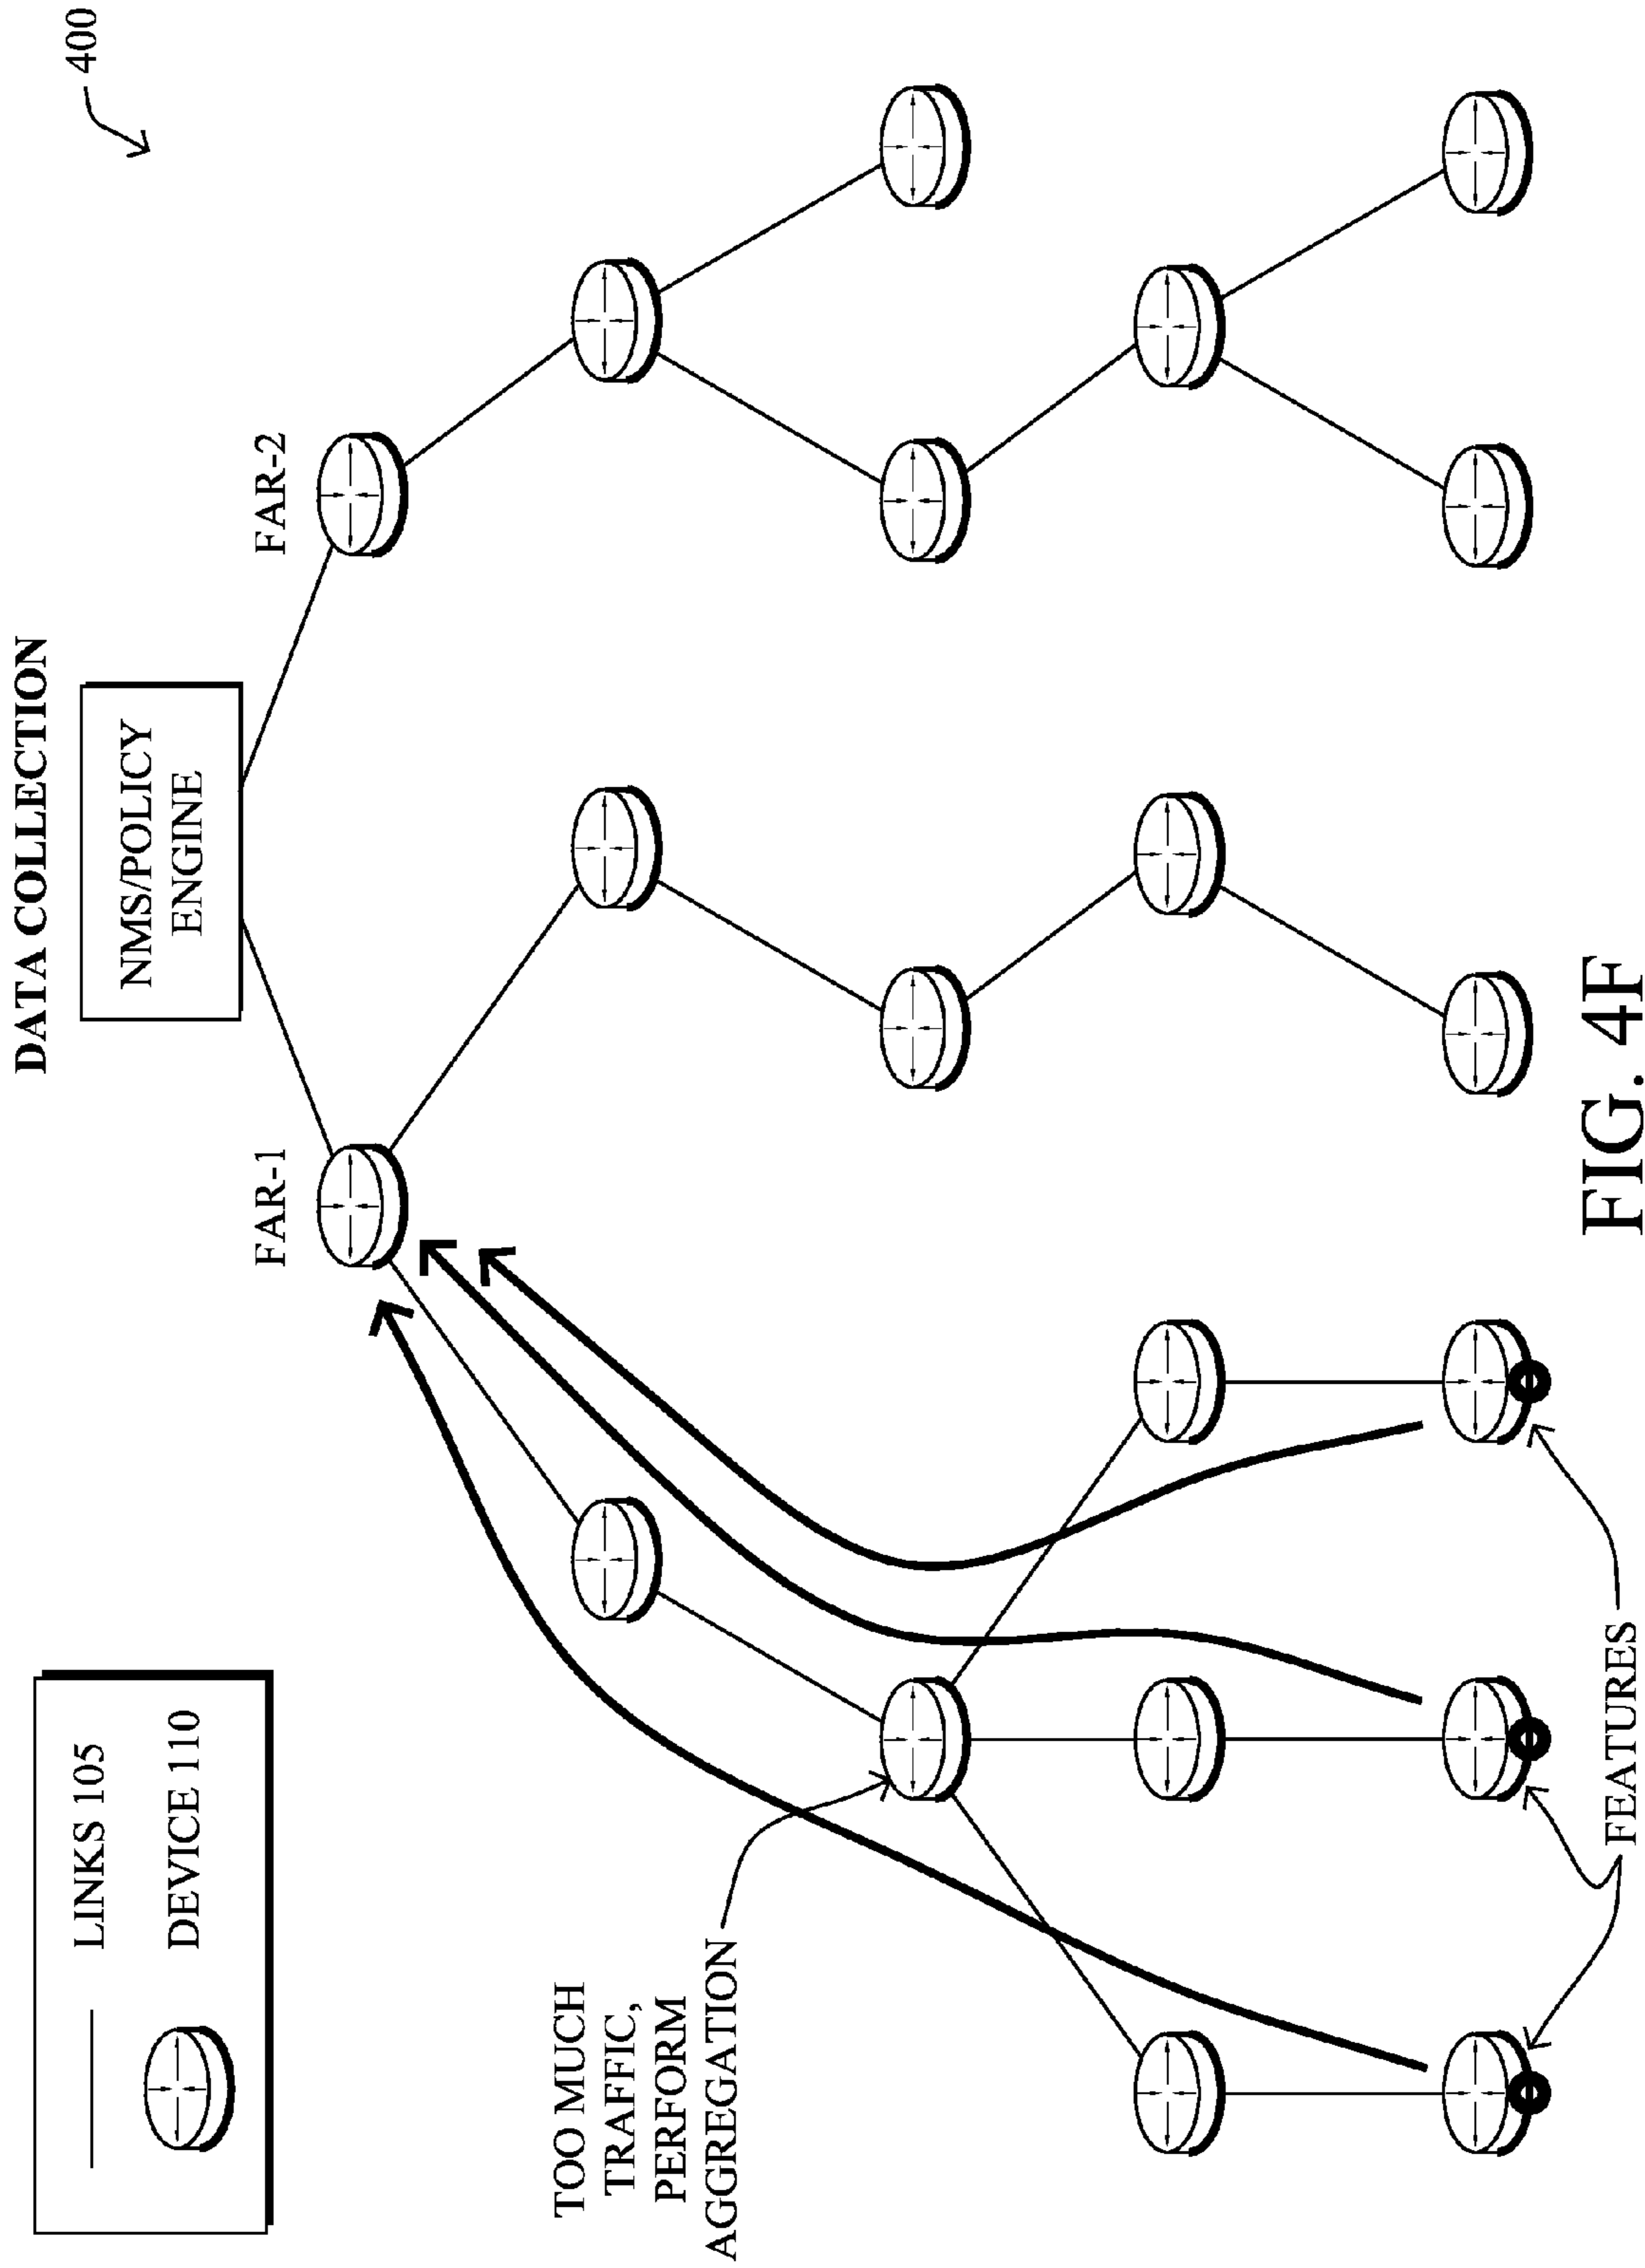 DATA COLLECTION
400
LINKS 105
DEVICE 110
NMS/POLICY
ENGINE
FAR-1
FAR-2
TOO MUCH
TRAFFIC,
PERFORM
AGGREGATION
FEATURES
FIG. 4F